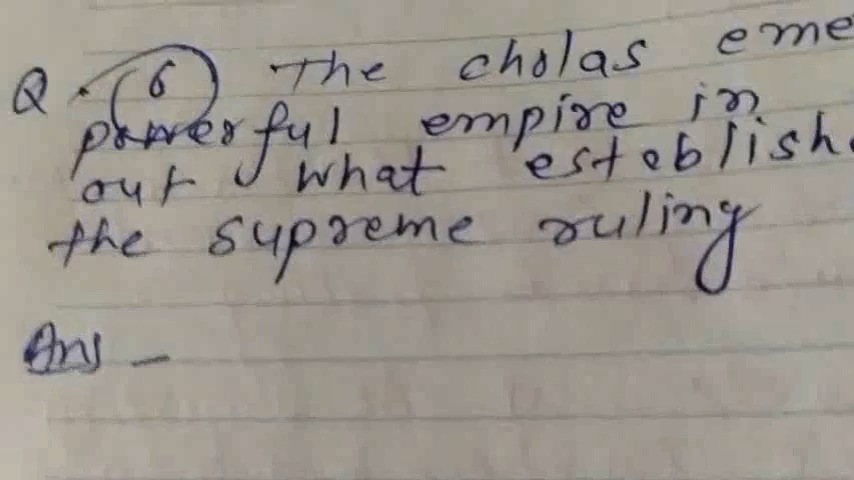 Q. 6 The cholas eme
powerful empire in
out what establish
the supreme ruling
Ans -